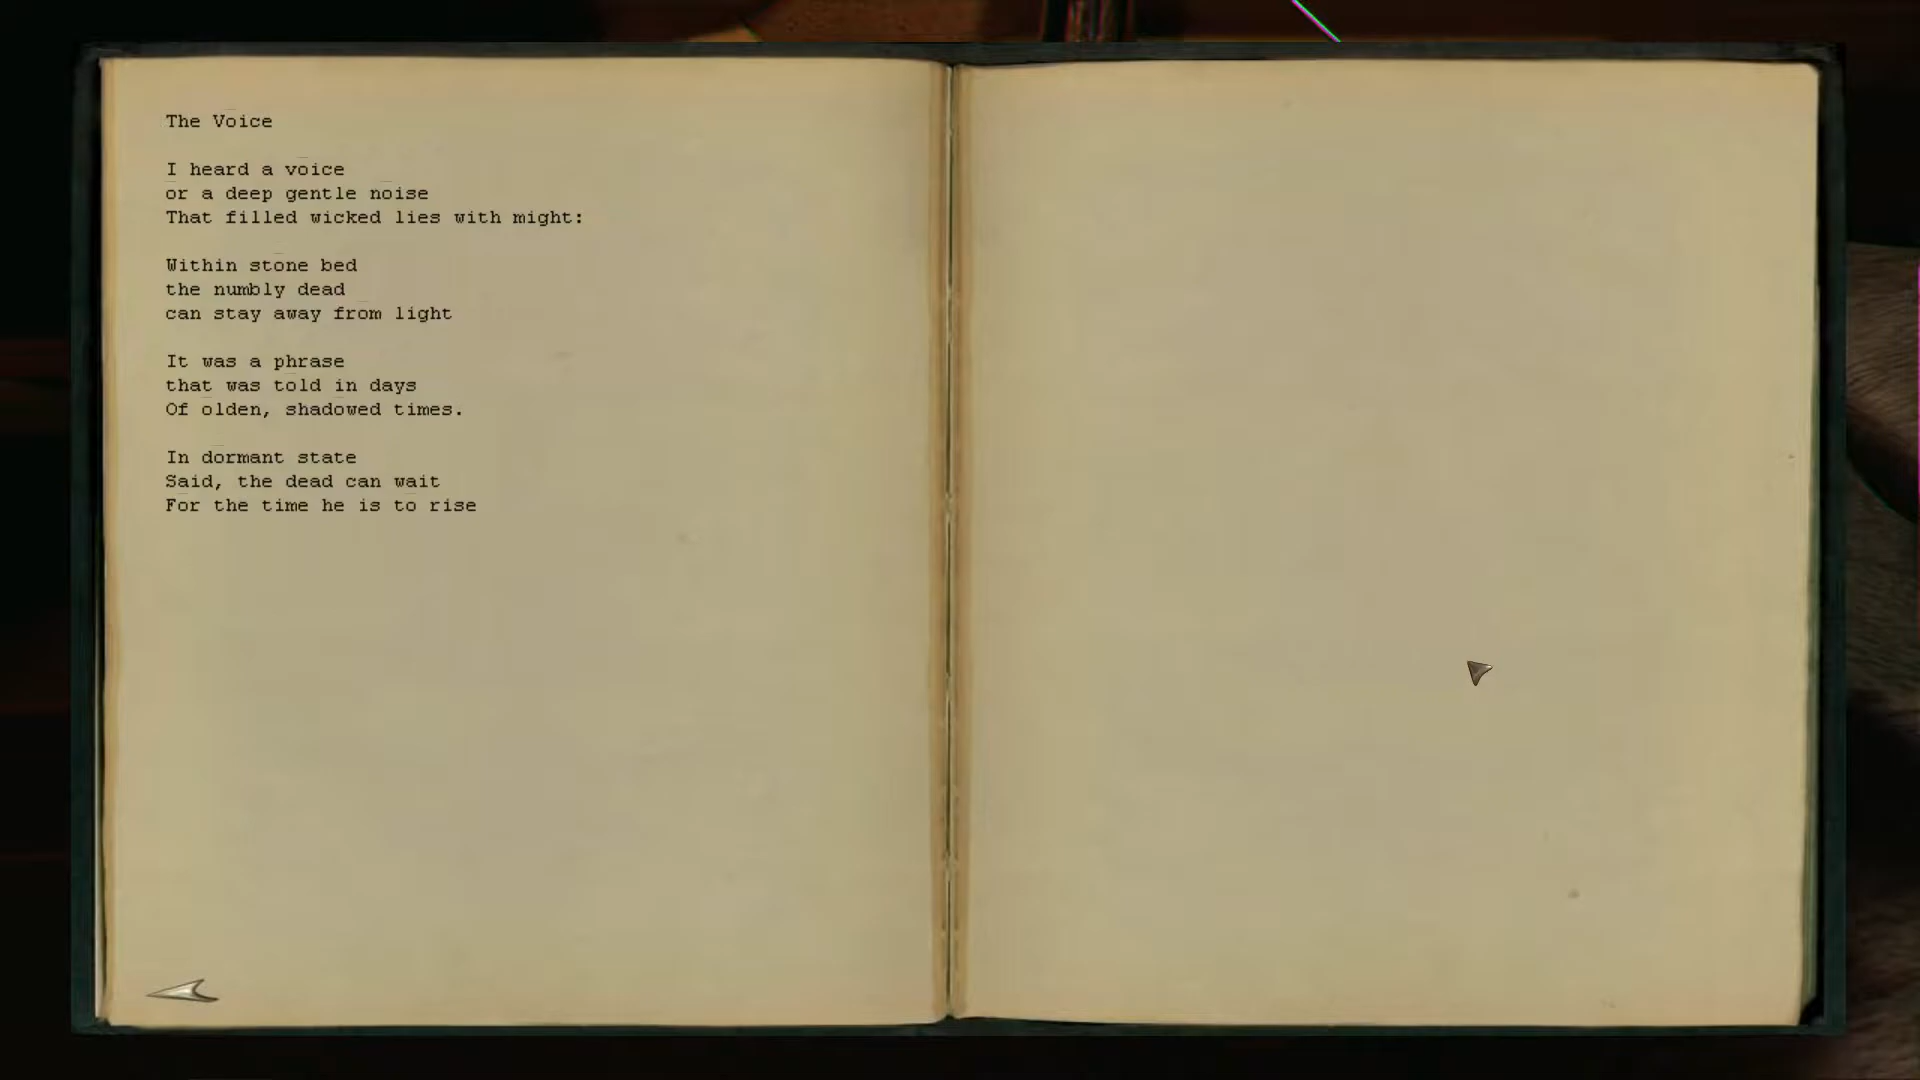 The Voice
I heard a voice
or a deep gentle noise
That filled wicked lies with might:
Within stone bed
the numbly dead
can stay away from light
It was a phrase
that was told in days
Of olden, shadowed times.
In dormant state
Said, the dead can wait
For the time he is to rise